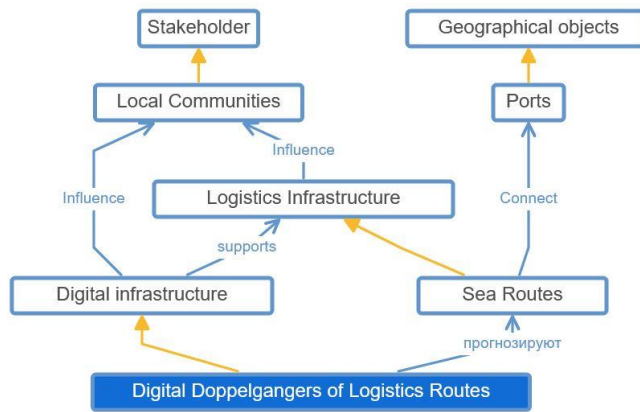 Stakeholder
Geographical objects
Local Communities
Ports
Influence
Influence
Logistics Infrastructure
Connect
supports
Digital infrastructure
Sea Routes
прогнозируют
Digital Doppelgangers of Logistics Routes